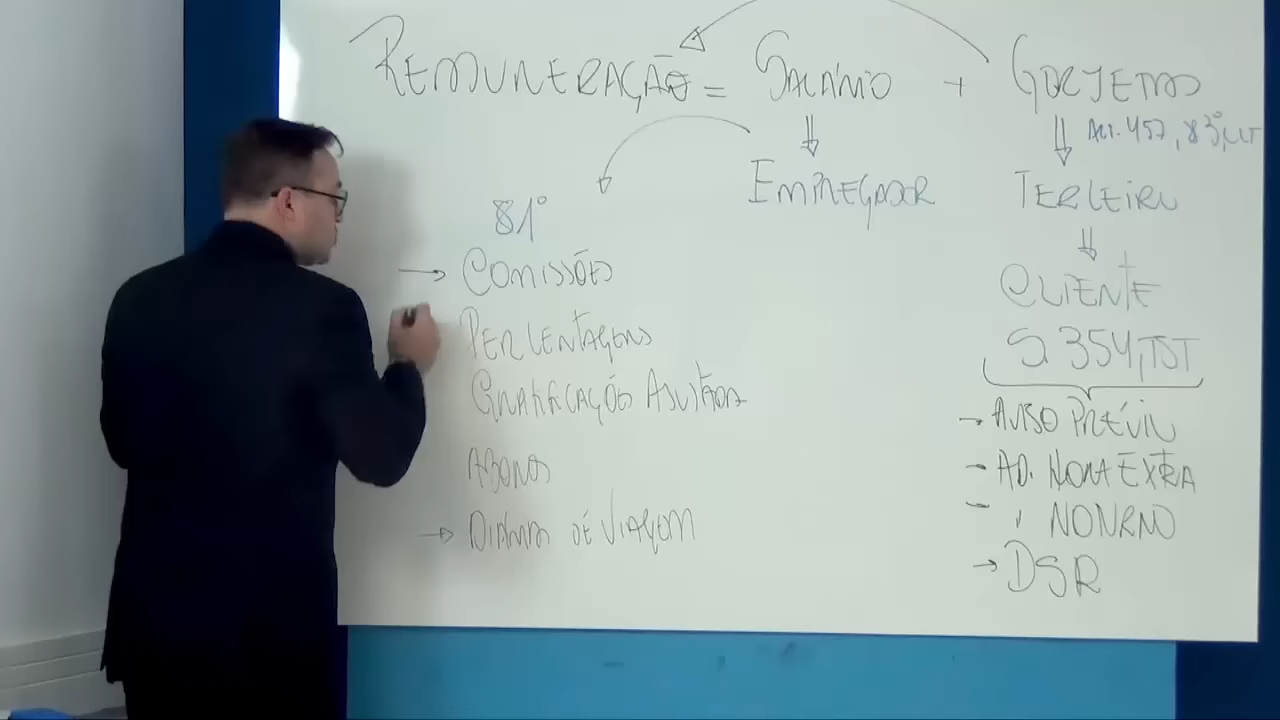 REMUNERAÇÃO = SALÁRIO + GORJETAS
Art. 457, §3º, CLT
EMPREGADOR
TERCEIRO
§1º
CLIENTE
COMISSÕES
S. 354, TST
PERCENTAGENS
GRATIFICAÇÕES AJUSTADA
AVISO PRÉVIO
ABONOS
AD. HORA EXTRA
" NOTURNO
DIÁRIAS DE VIAGEM
DSR